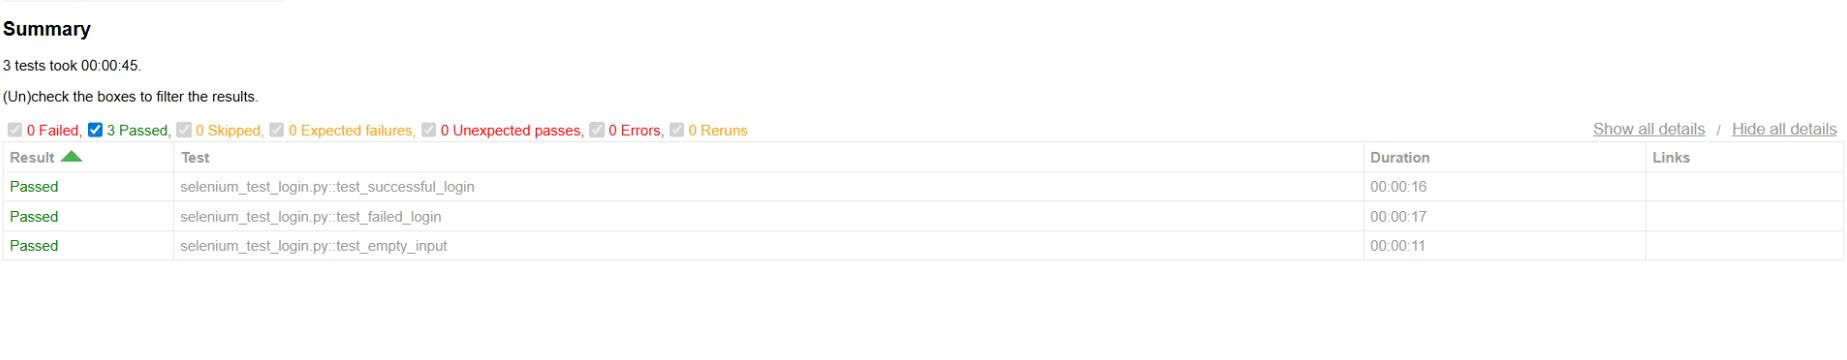 Summary
3 tests took 00:00:45.
(Un)check the boxes to filter the results.
0 Failed, 3 Passed, 0 Skipped, 0 Expected failures, 0 Unexpected passes, 0 Errors, 0 Reruns Show all details / Hide all details
Result Test Duration Links
Passed selenium_test_login.py::test_successful_login 00:00:16
Passed selenium_test_login.py::test_failed_login 00:00:17
Passed selenium_test_login.py::test_empty_input 00:00:11